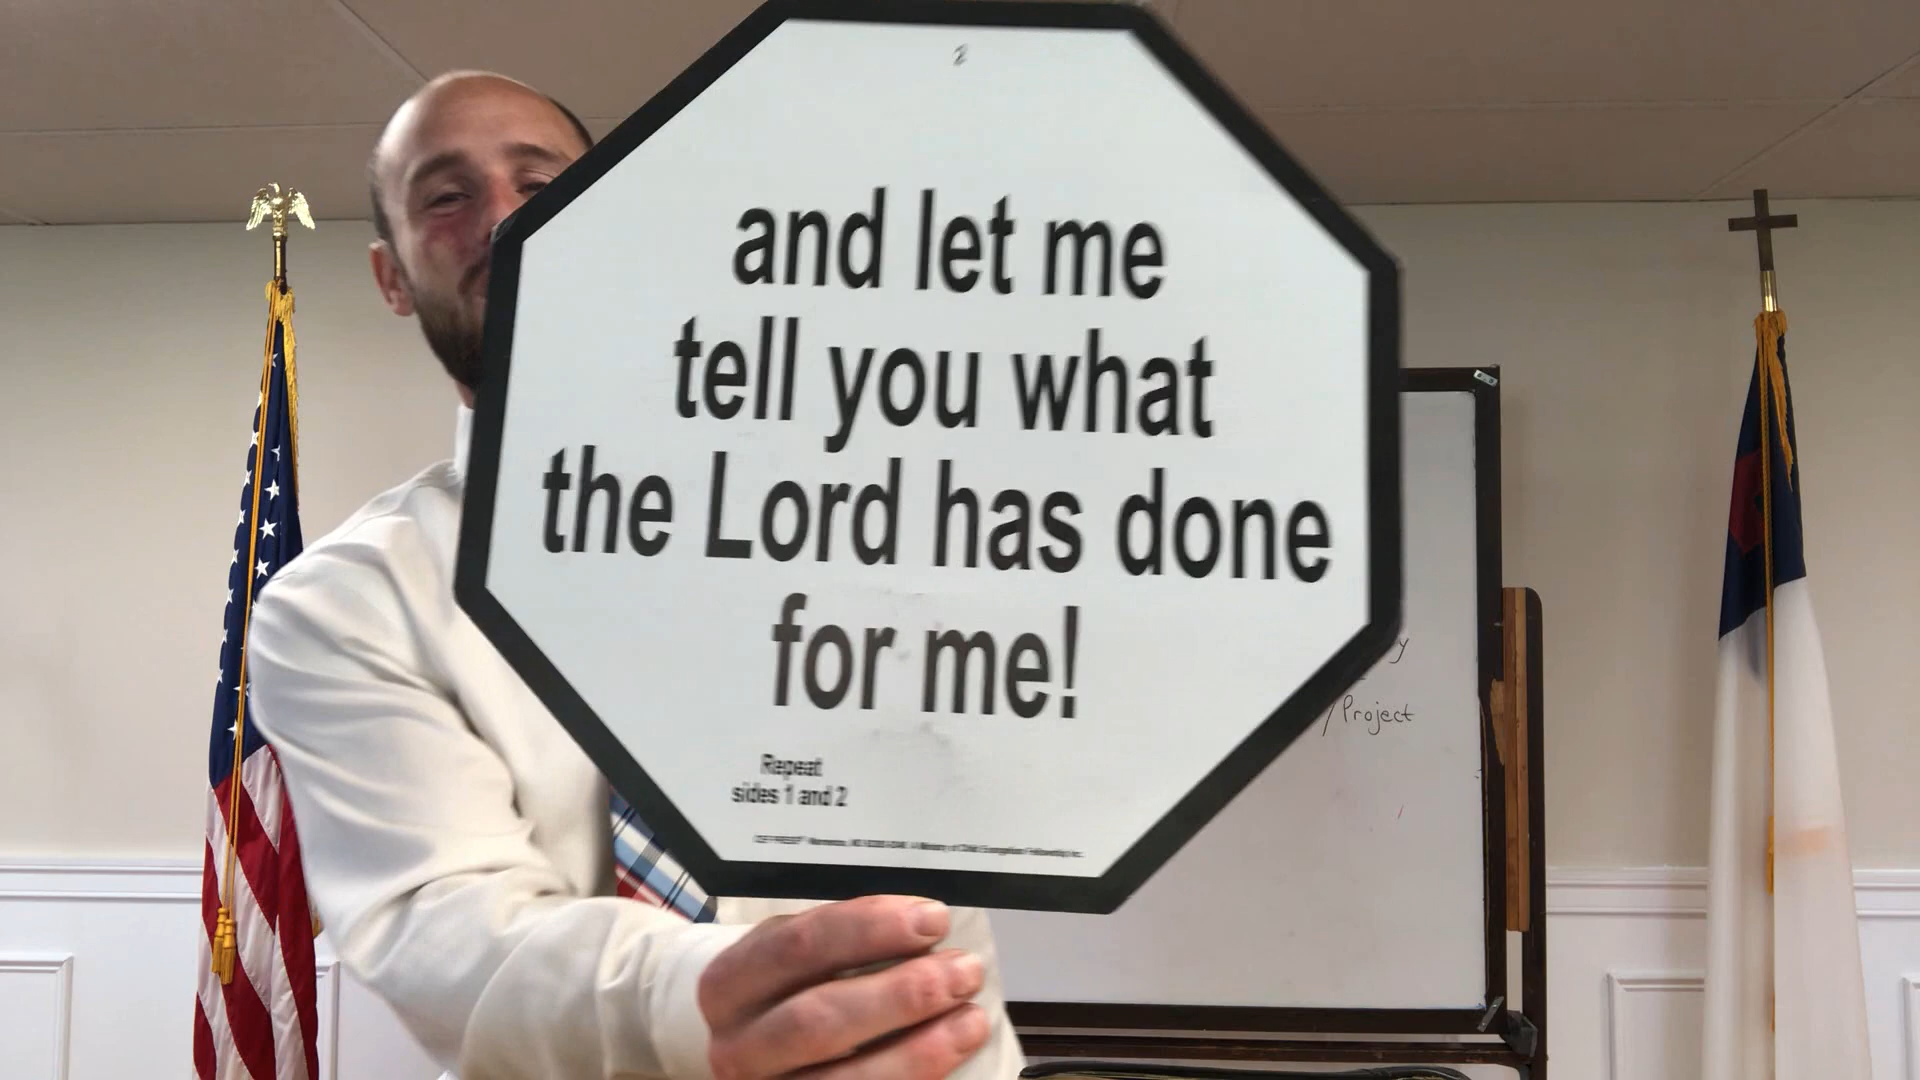 2
and let me
tell you what
the Lord has done
for me!
Repeat
sides 1 and 2
y
/Project